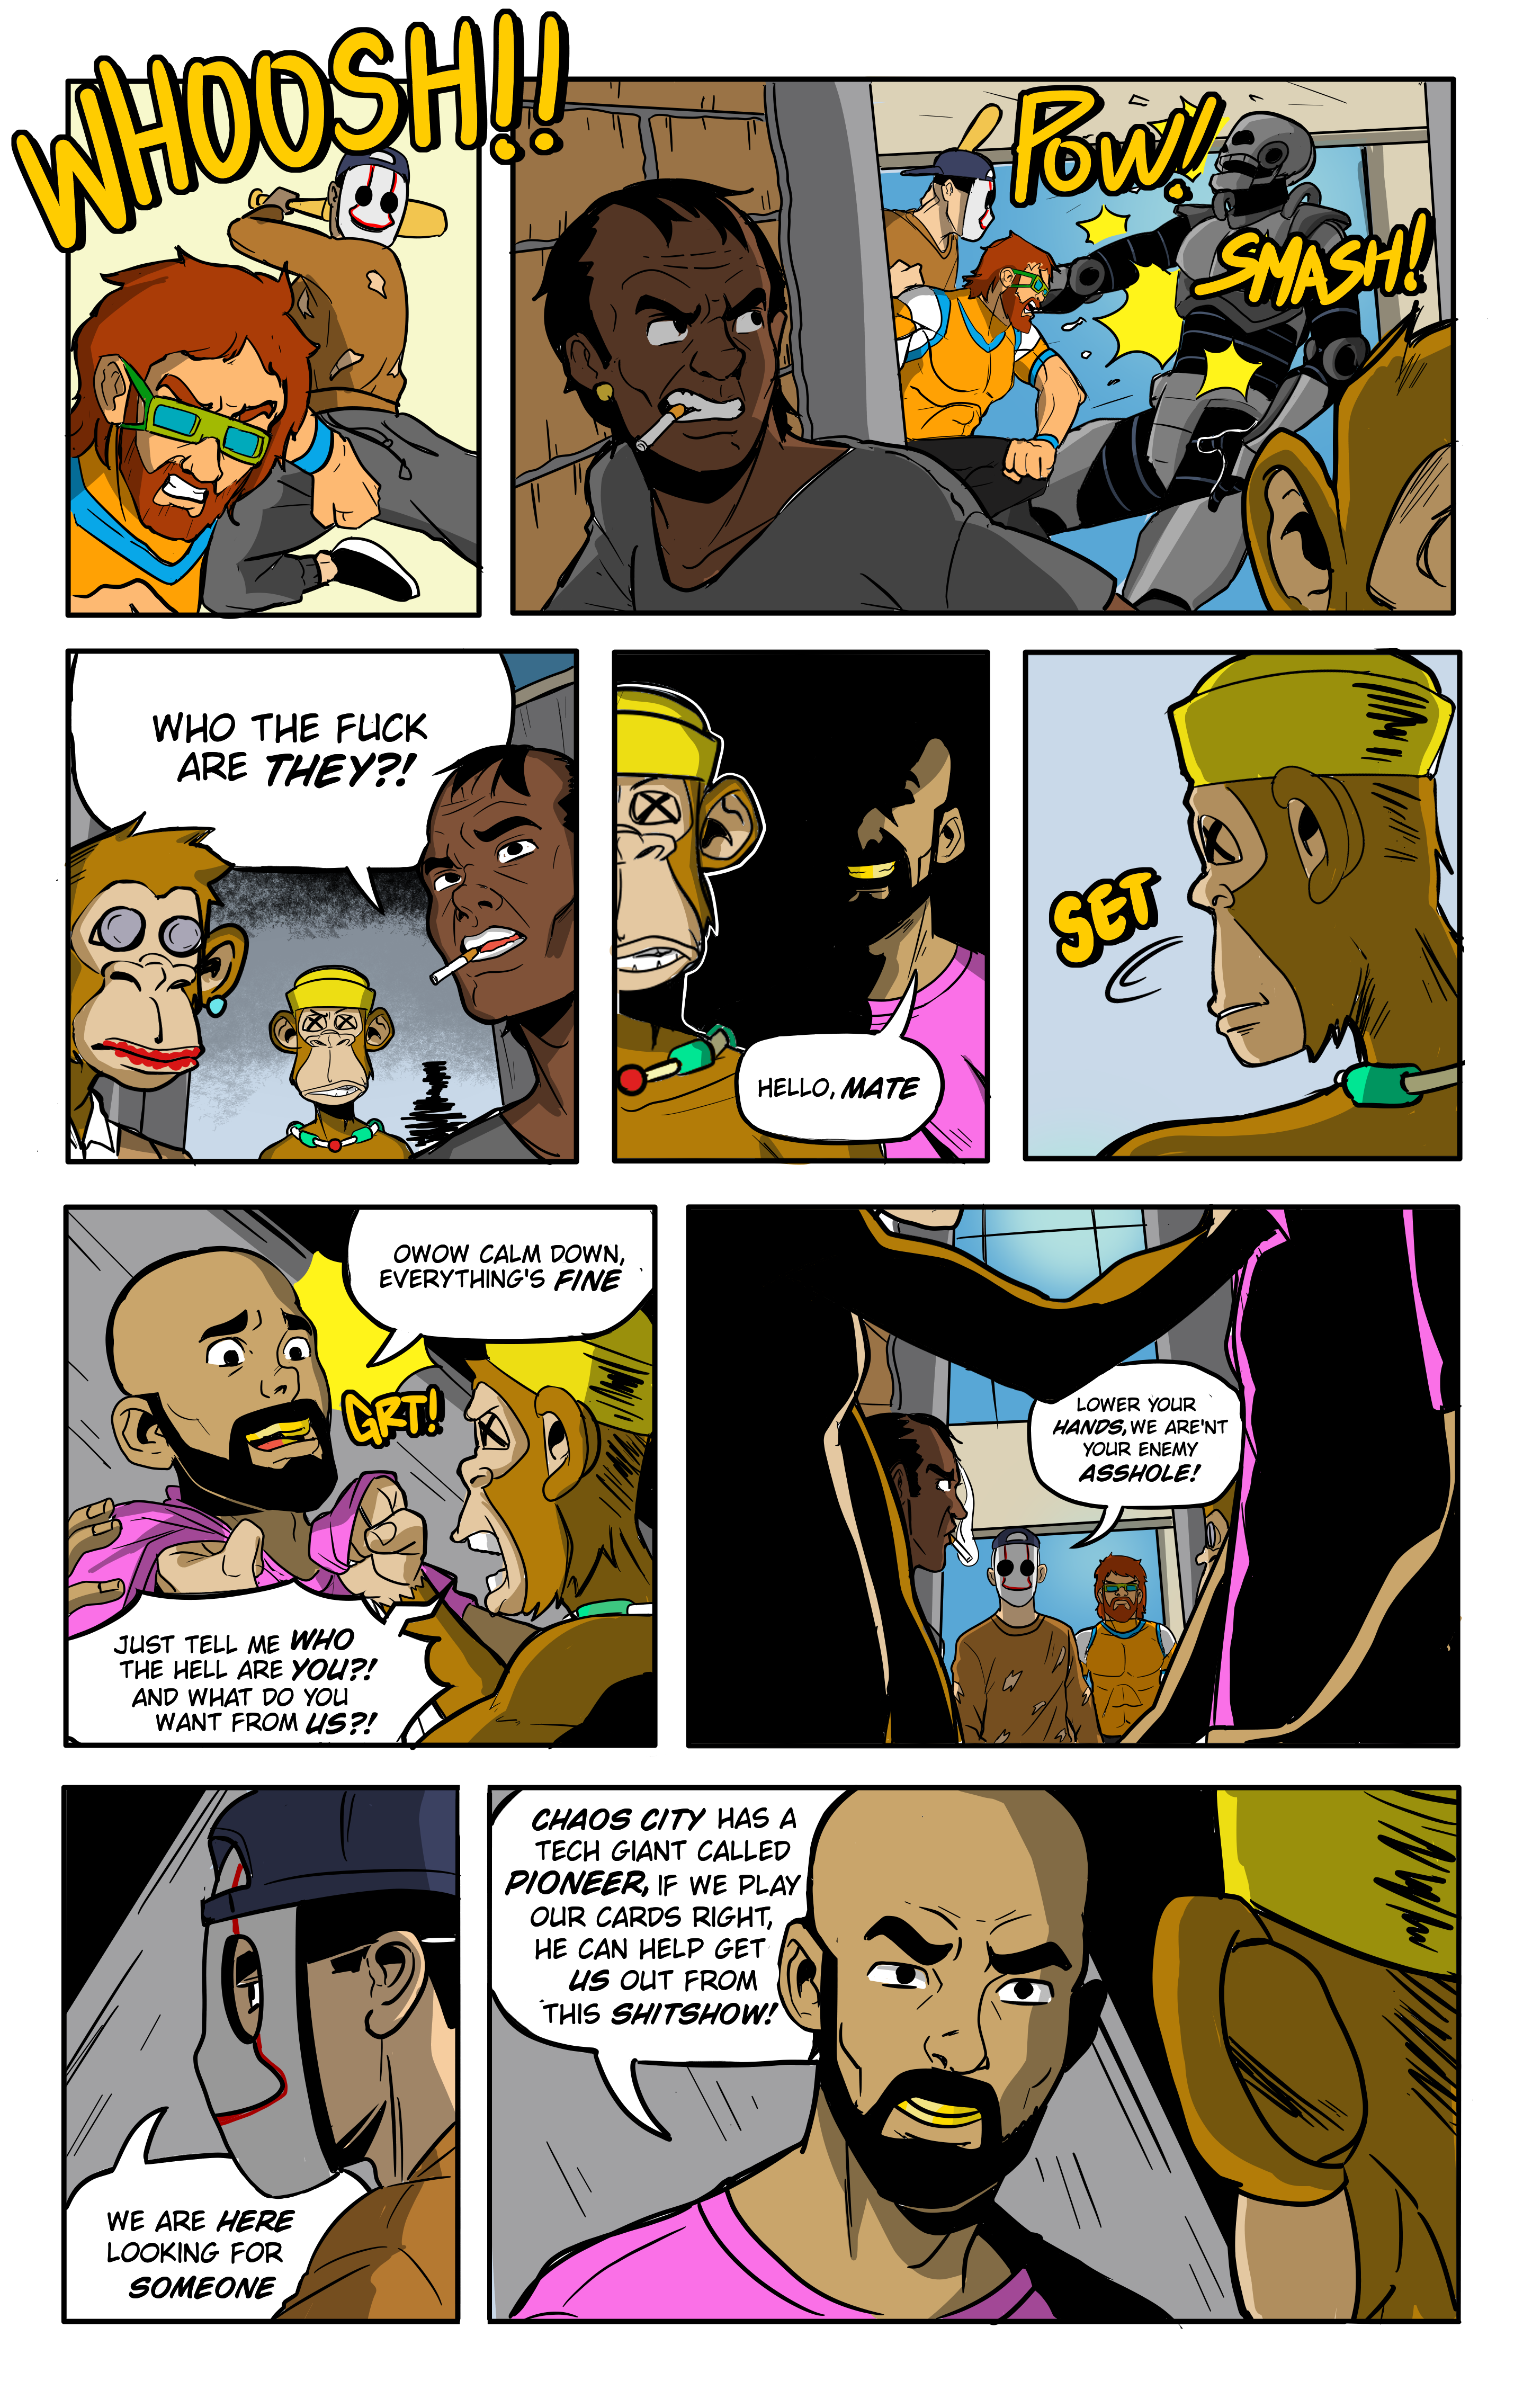 WHOOSH!!
POW!
SMASH!
WHO THE FUCK
ARE THEY?!
HELLO, MATE
SET
OWOW CALM DOWN,
EVERYTHING'S FINE
GRT!
JUST TELL ME WHO
THE HELL ARE YOU?!
AND WHAT DO YOU
WANT FROM US?!
LOWER YOUR
HANDS, WE ARE'NT
YOUR ENEMY
ASSHOLE!
WE ARE HERE
LOOKING FOR
SOMEONE
CHAOS CITY HAS A
TECH GIANT CALLED
PIONEER, IF WE PLAY
OUR CARDS RIGHT,
HE CAN HELP GET
US OUT FROM
THIS SHITSHOW!